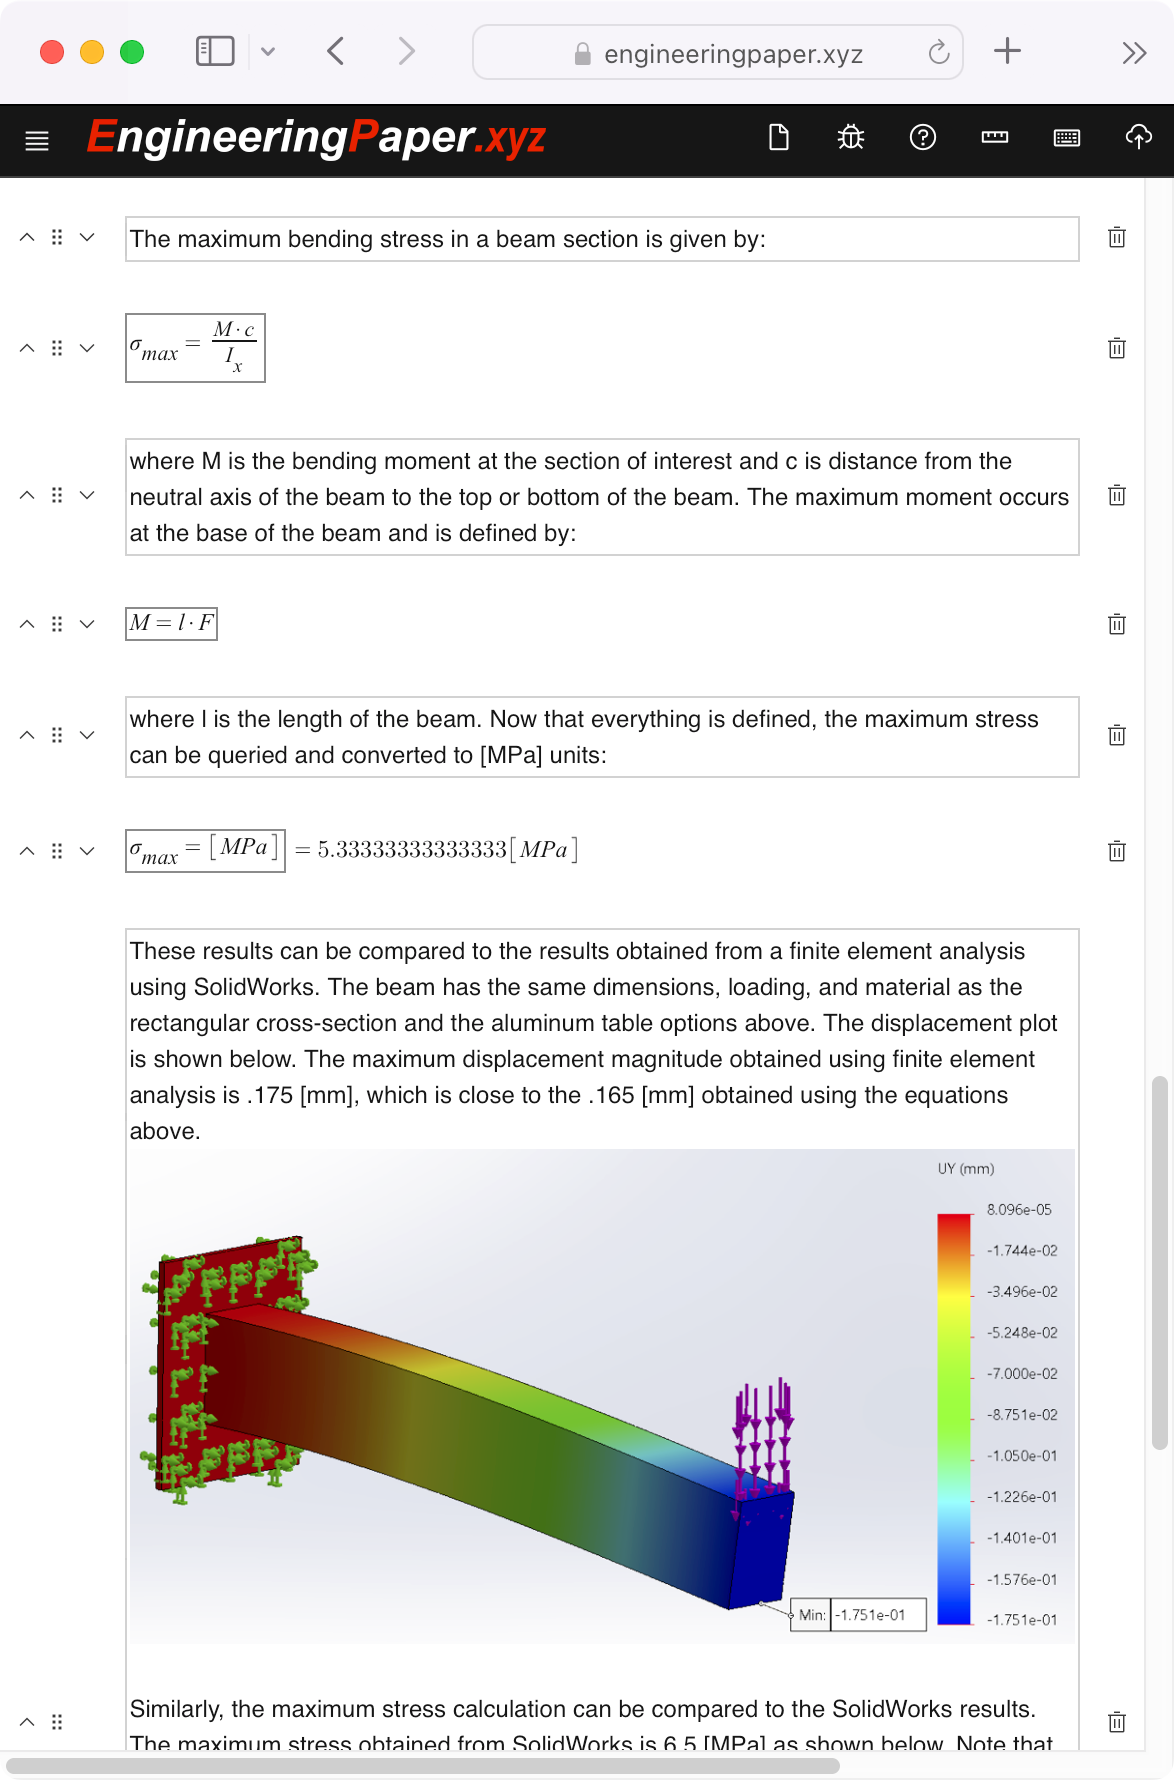 engineeringpaper.xyz
EngineeringPaper.xyz
The maximum bending stress in a beam section is given by:
σ_max = M · c / I_x
where M is the bending moment at the section of interest and c is distance from the
neutral axis of the beam to the top or bottom of the beam. The maximum moment occurs
at the base of the beam and is defined by:
M = l · F
where l is the length of the beam. Now that everything is defined, the maximum stress
can be queried and converted to [MPa] units:
σ_max = [MPa] = 5.33333333333333[MPa]
These results can be compared to the results obtained from a finite element analysis
using SolidWorks. The beam has the same dimensions, loading, and material as the
rectangular cross-section and the aluminum table options above. The displacement plot
is shown below. The maximum displacement magnitude obtained using finite element
analysis is .175 [mm], which is close to the .165 [mm] obtained using the equations
above.
UY (mm)
8.096e-05
-1.744e-02
-3.496e-02
-5.248e-02
-7.000e-02
-8.751e-02
-1.050e-01
-1.226e-01
-1.401e-01
-1.576e-01
-1.751e-01
Min: -1.751e-01
Similarly, the maximum stress calculation can be compared to the SolidWorks results.
The maximum stress obtained from SolidWorks is 6.5 [MPa] as shown below. Note that